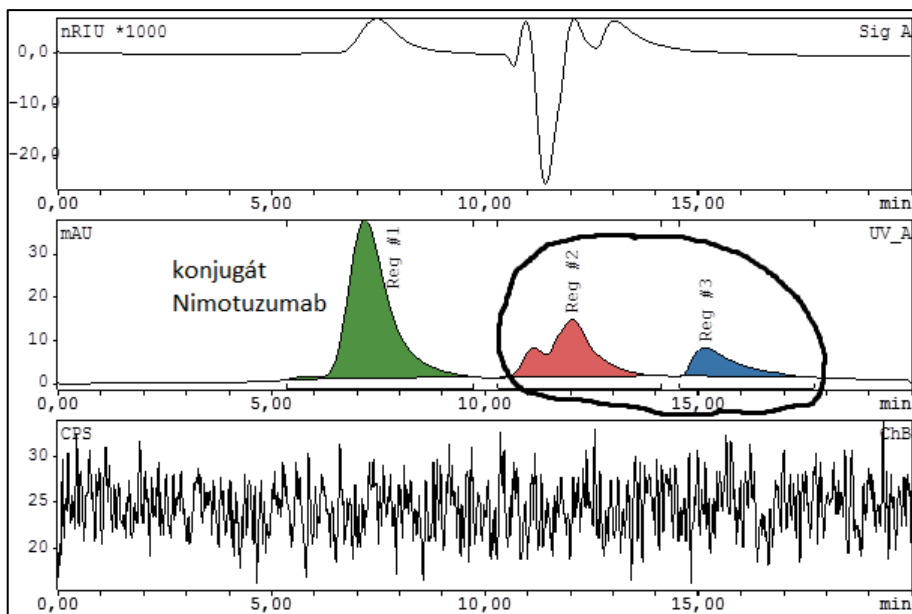 nRIU *1000 Sig A
0,0
-10,0
-20,0
0,00 5,00 10,00 15,00 min
mAU UV_A
30
20
10
0
konjugát
Nimotuzumab
Reg #1
Reg #2
Reg #3
0,00 5,00 10,00 15,00 min
CPS ChB
30
25
20
0,00 5,00 10,00 15,00 min